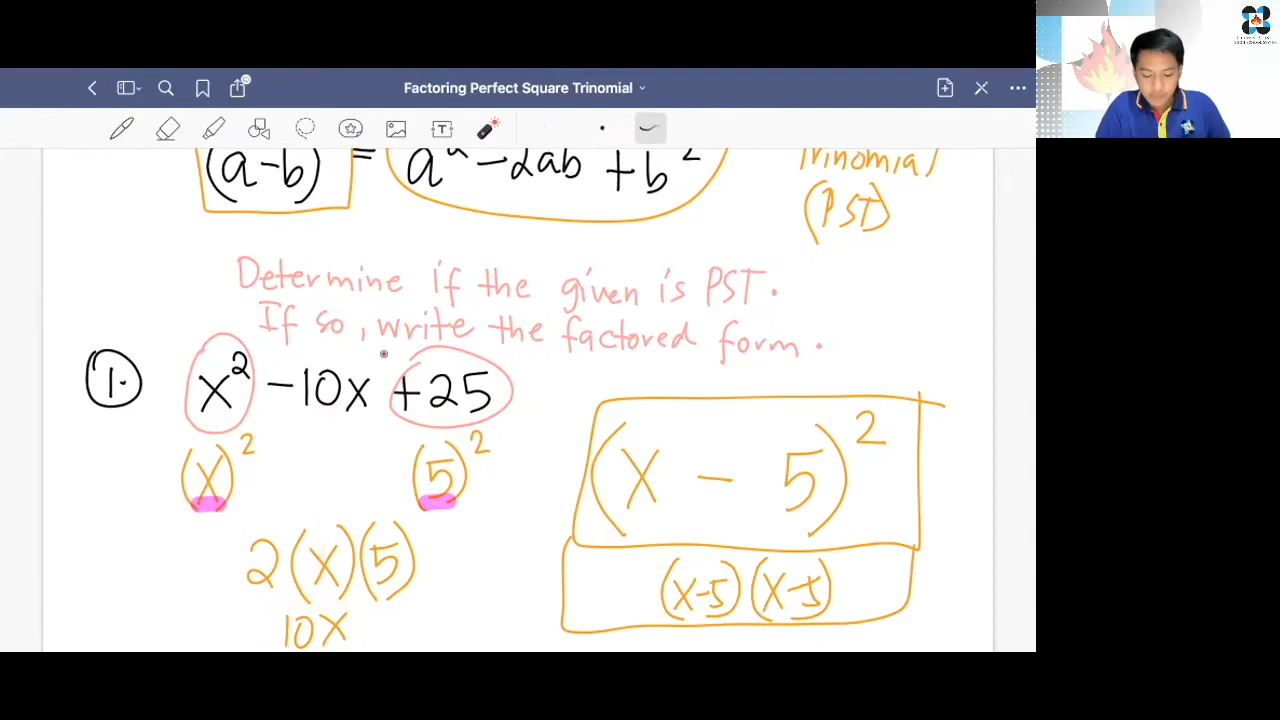 Factoring Perfect Square Trinomial
(a-b) = a² -2ab +b²
Trinomial
(PST)
Determine if the given is PST.
If so, write the factored form.
1. x² -10x +25
(x)² (5)²
(x - 5)²
2(x)(5)
(x-5)(x-5)
10x